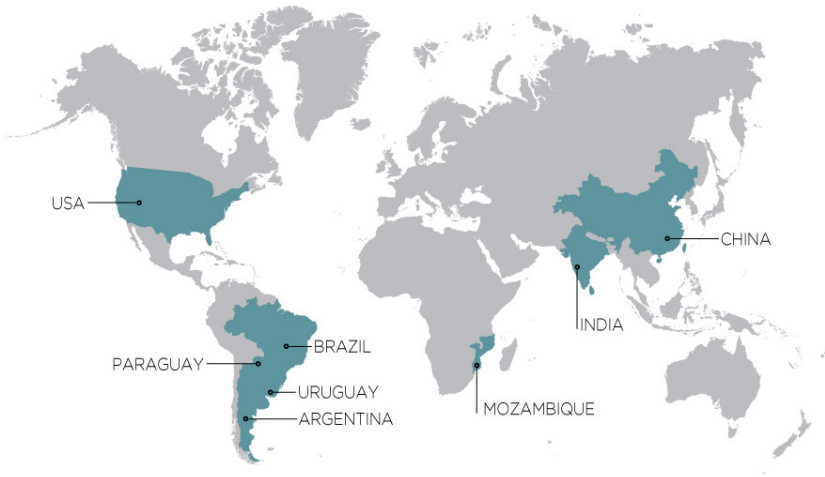 USA
CHINA
INDIA
BRAZIL
PARAGUAY
URUGUAY
MOZAMBIQUE
ARGENTINA